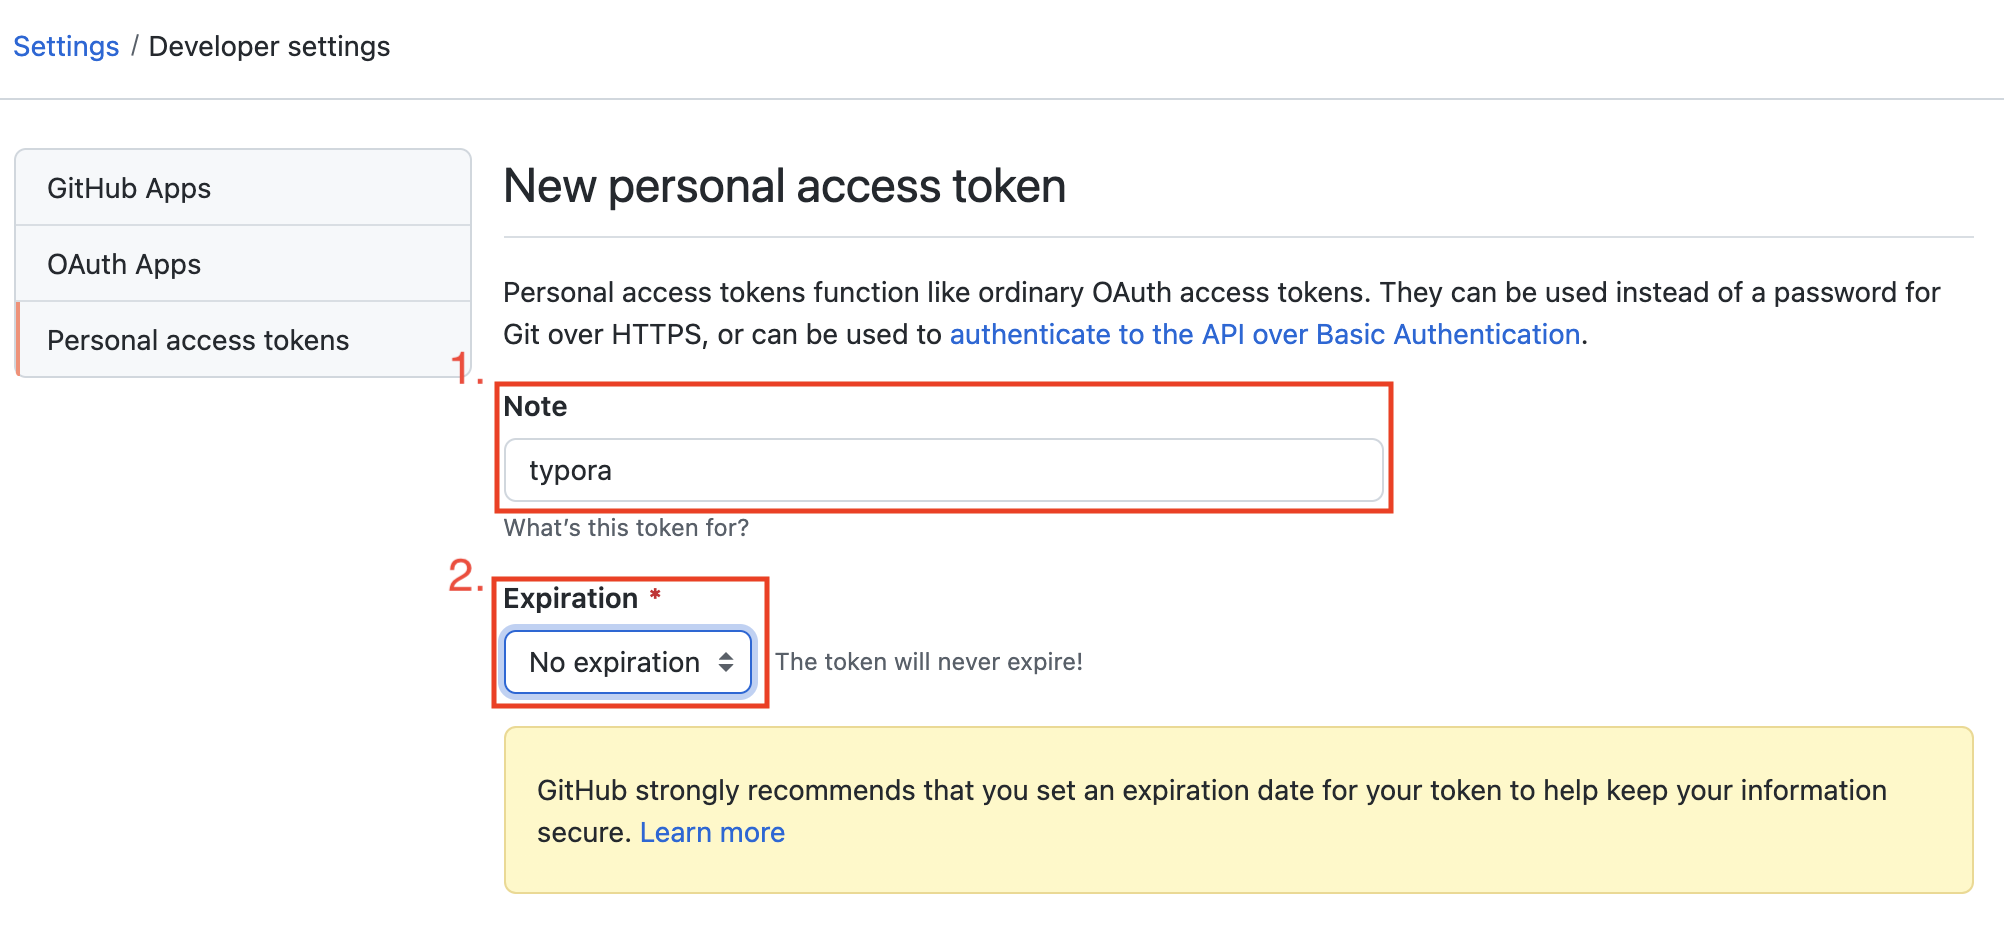 Settings / Developer settings
GitHub Apps
OAuth Apps
Personal access tokens
New personal access token
Personal access tokens function like ordinary OAuth access tokens. They can be used instead of a password for
Git over HTTPS, or can be used to authenticate to the API over Basic Authentication.
1.
Note
typora
What's this token for?
2.
Expiration *
No expiration
The token will never expire!
GitHub strongly recommends that you set an expiration date for your token to help keep your information
secure. Learn more